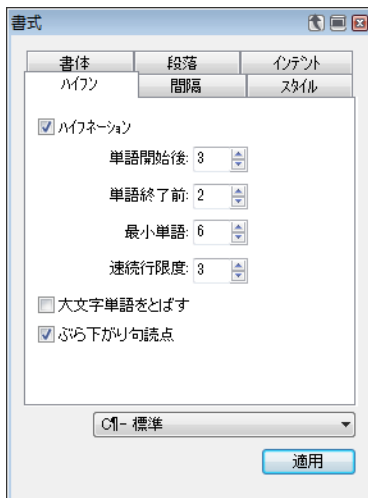 書式
書体 段落 インデント
ハイフン 間隔 スタイル
ハイフネーション
単語開始後: 3
単語終了前: 2
最小単語: 6
速続行限度: 3
大文字単語をとばす
ぶら下がり句読点
C¶- 標準
適用